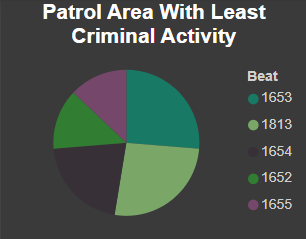 Patrol Area With Least
Criminal Activity
Beat
1653
1813
1654
1652
1655